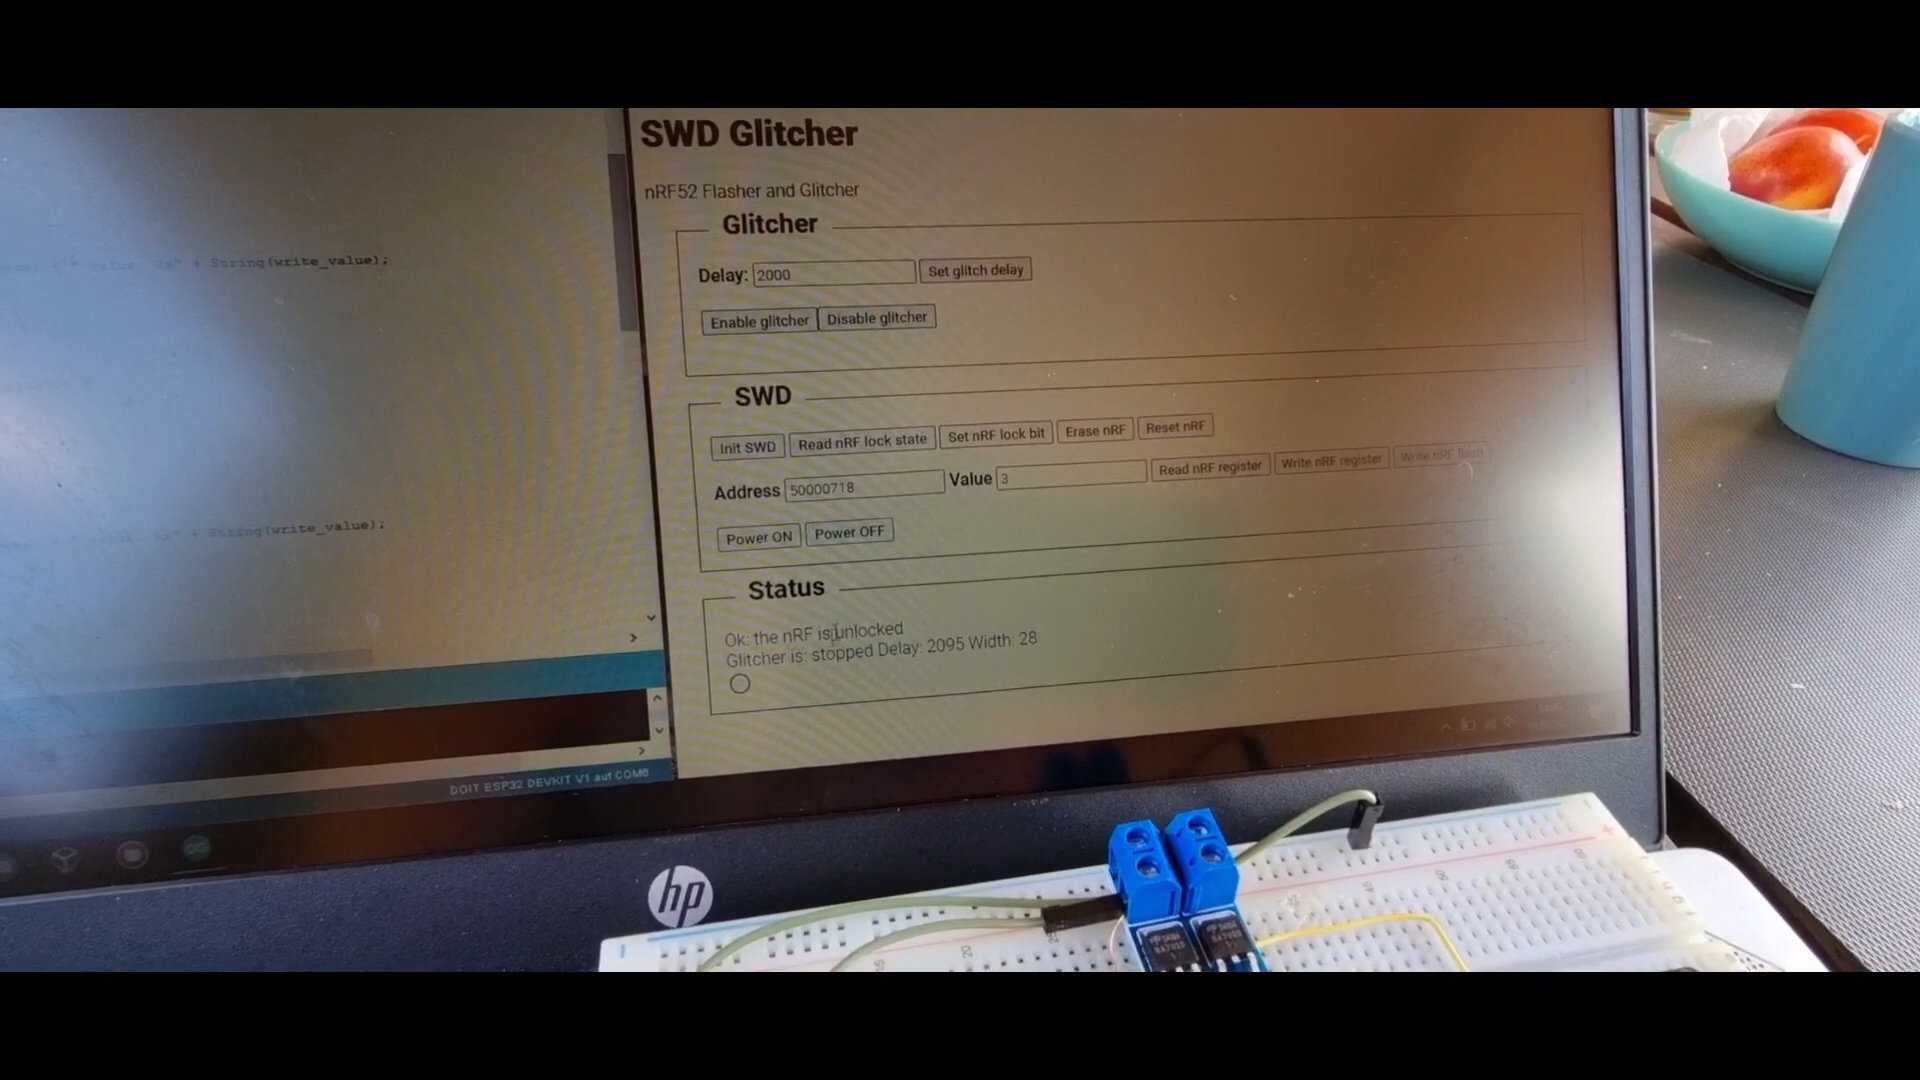 SWD Glitcher
nRF52 Flasher and Glitcher
Glitcher
Delay: 2000 Set glitch delay
Enable glitcher Disable glitcher
SWD
Init SWD Read nRF lock state Set nRF lock bit Erase nRF Reset nRF
Address 50000718 Value 3 Read nRF register Write nRF register Write nRF flash
Power ON Power OFF
Status
Ok: the nRF is unlocked
Glitcher is: stopped Delay: 2095 Width: 28
+ String(write_value);
+ String(write_value);
DOIT ESP32 DEVKIT V1 auf COM6
hp